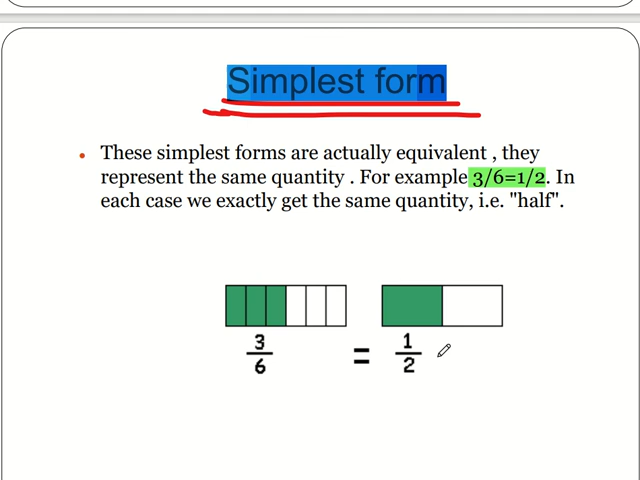 Simplest form
• These simplest forms are actually equivalent , they
represent the same quantity . For example 3/6=1/2. In
each case we exactly get the same quantity, i.e. "half".
3/6 = 1/2